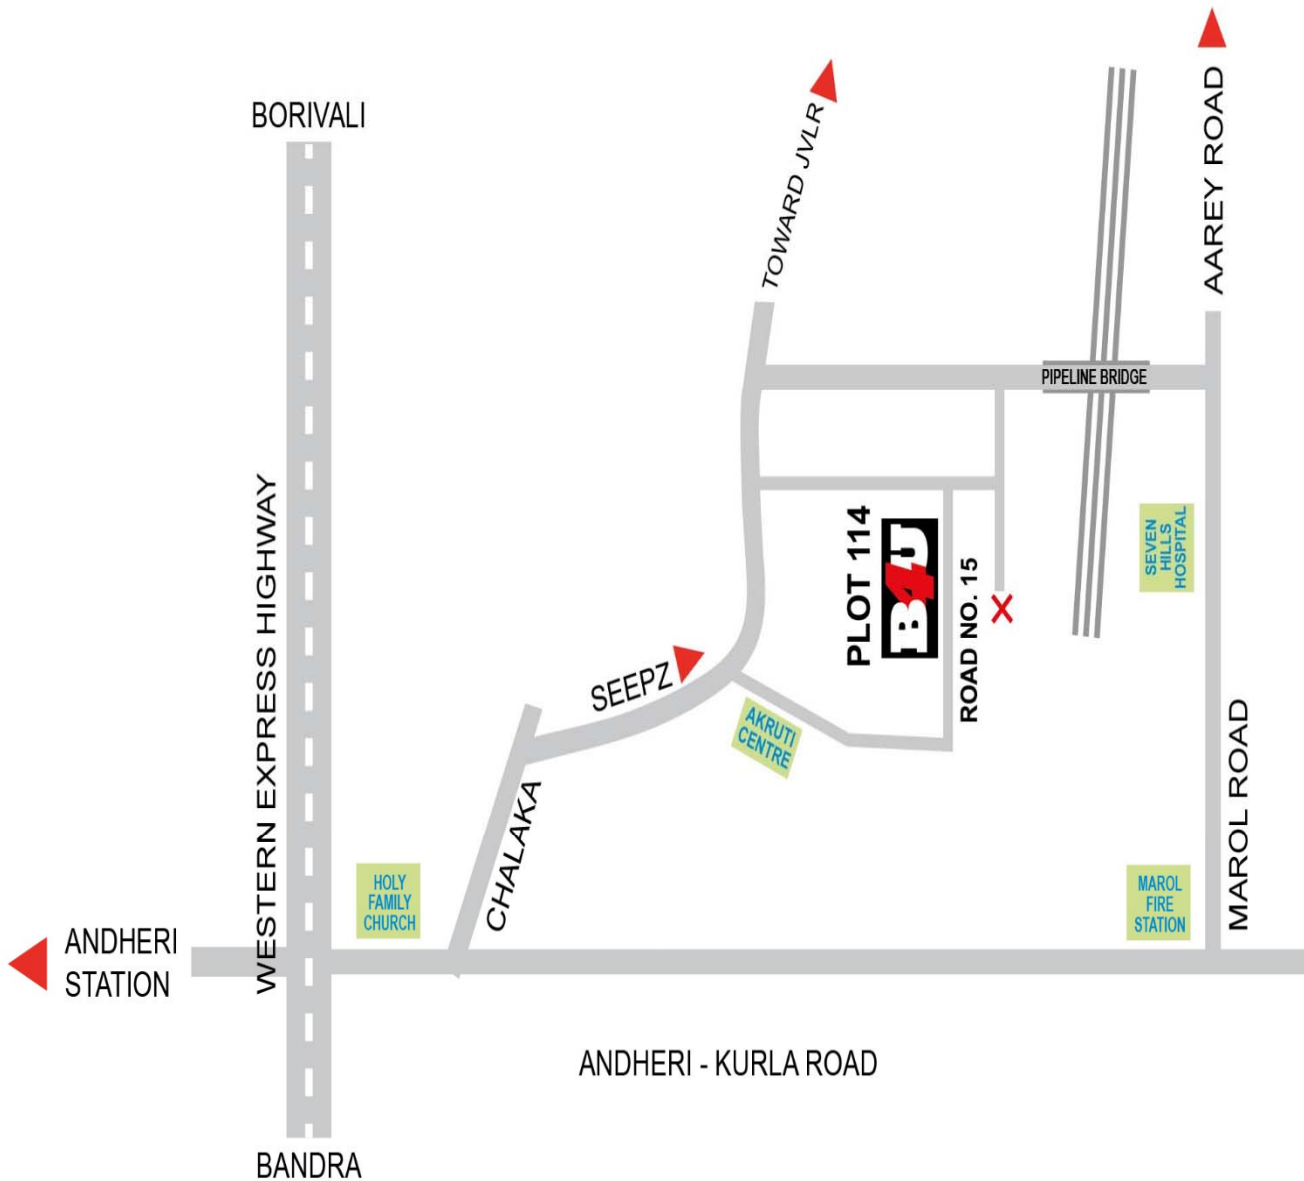 BORIVALI
TOWARD JVLR
AAREY ROAD
PIPELINE BRIDGE
WESTERN EXPRESS HIGHWAY
PLOT 114
B4U
ROAD NO. 15
SEVEN
HILLS
HOSPITAL
SEEPZ
AKRUTI
CENTRE
CHALAKA
MAROL ROAD
HOLY
FAMILY
CHURCH
MAROL
FIRE
STATION
ANDHERI
STATION
ANDHERI - KURLA ROAD
BANDRA